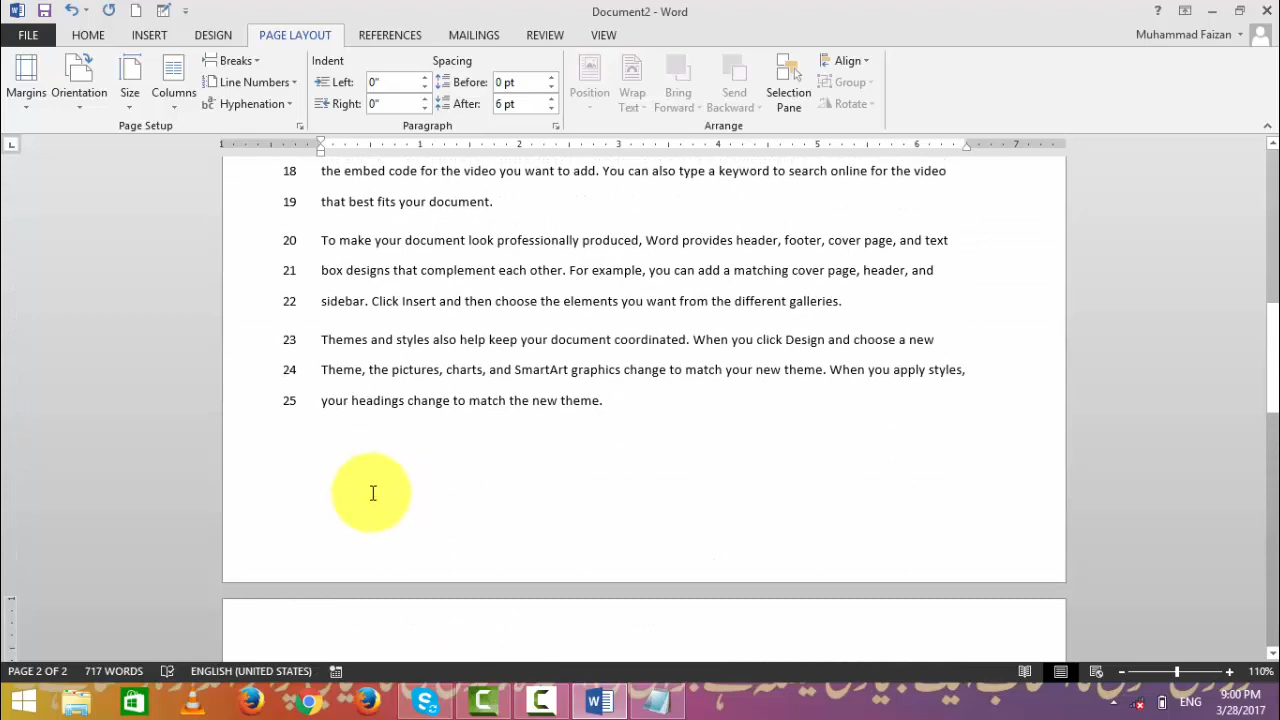 Document2 - Word
FILE HOME INSERT DESIGN PAGE LAYOUT REFERENCES MAILINGS REVIEW VIEW Muhammad Faizan
Margins Orientation Size Columns
Breaks
Line Numbers
Hyphenation
Page Setup
Indent Spacing
Left: 0" Before: 0 pt
Right: 0" After: 6 pt
Paragraph
Position Wrap Text Bring Forward Send Backward Selection Pane
Align
Group
Rotate
Arrange
1 1 2 3 4 5 6 7
18 the embed code for the video you want to add. You can also type a keyword to search online for the video
19 that best fits your document.
20 To make your document look professionally produced, Word provides header, footer, cover page, and text
21 box designs that complement each other. For example, you can add a matching cover page, header, and
22 sidebar. Click Insert and then choose the elements you want from the different galleries.
23 Themes and styles also help keep your document coordinated. When you click Design and choose a new
24 Theme, the pictures, charts, and SmartArt graphics change to match your new theme. When you apply styles,
25 your headings change to match the new theme.
PAGE 2 OF 2 717 WORDS ENGLISH (UNITED STATES) 110%
ENG 9:00 PM
3/28/2017